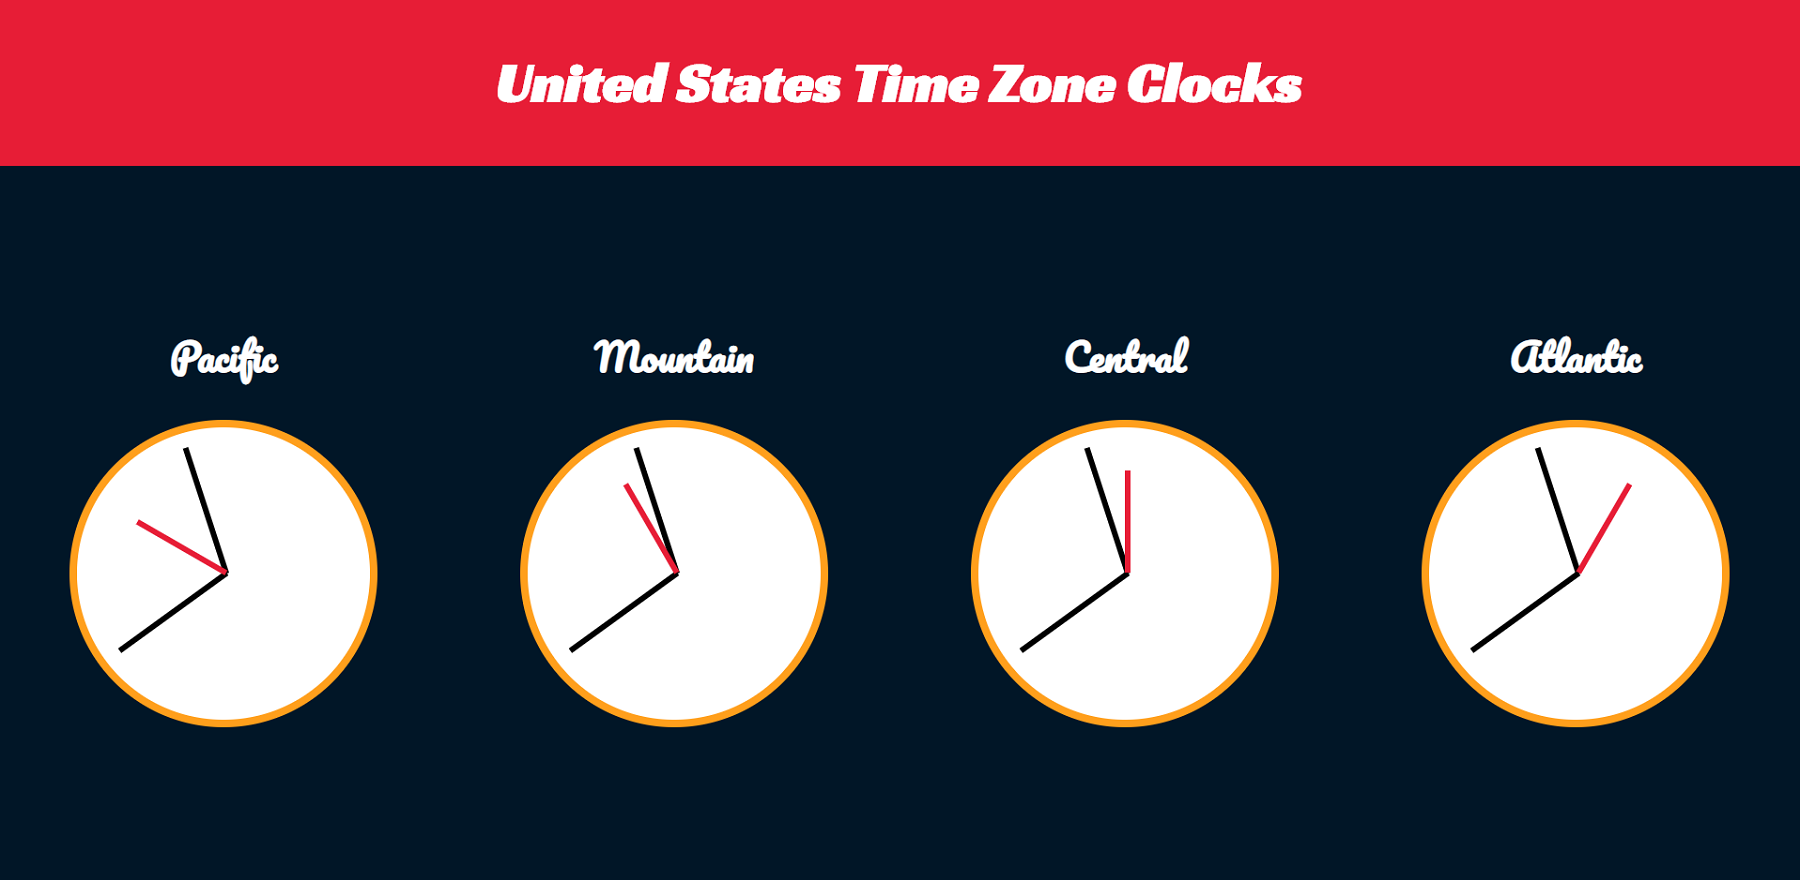 United States Time Zone Clocks
Pacific
Mountain
Central
Atlantic